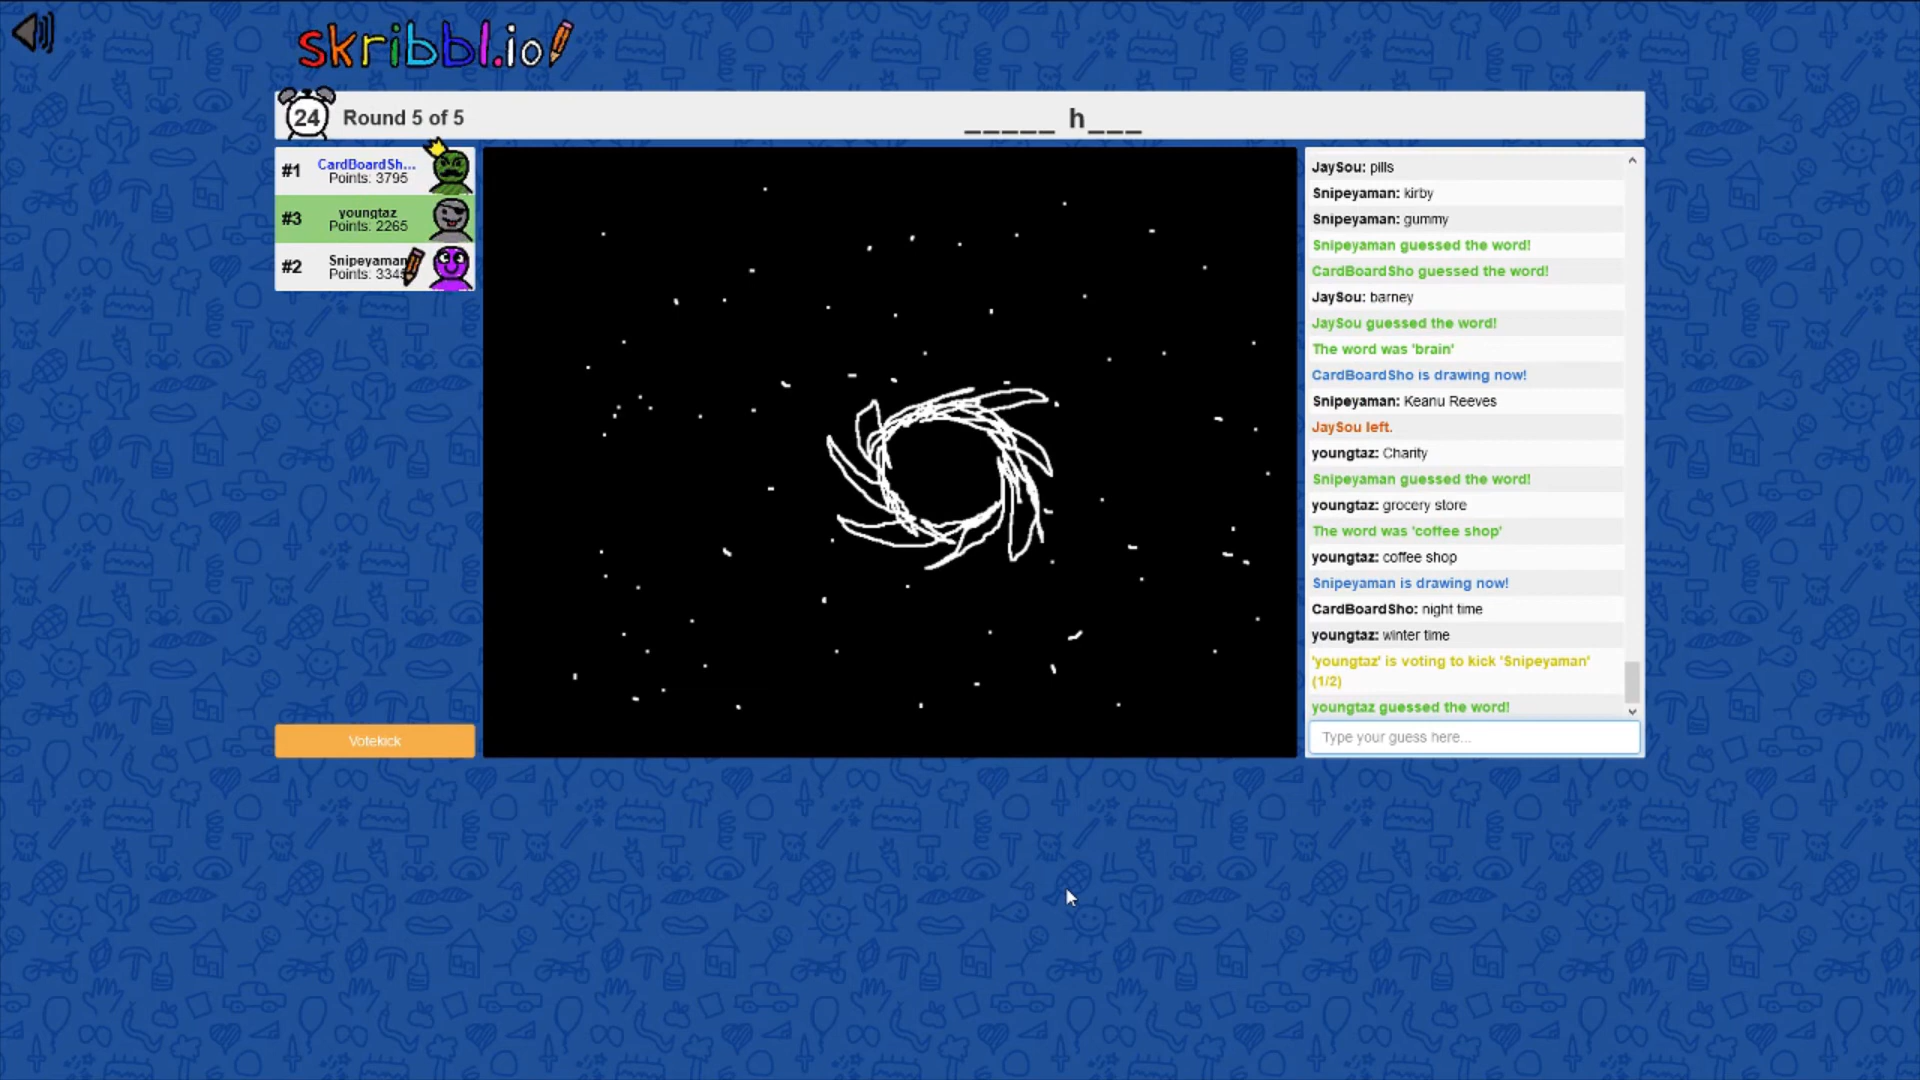 skribbl.io
24 Round 5 of 5 _____ h___
#1 CardBoardSh... Points: 3795
#3 youngtaz Points: 2265
#2 Snipeyaman Points: 3345
JaySou: pills
Snipeyaman: kirby
Snipeyaman: gummy
Snipeyaman guessed the word!
CardBoardSho guessed the word!
JaySou: barney
JaySou guessed the word!
The word was 'brain'
CardBoardSho is drawing now!
Snipeyaman: Keanu Reeves
JaySou left.
youngtaz: Charity
Snipeyaman guessed the word!
youngtaz: grocery store
The word was 'coffee shop'
youngtaz: coffee shop
Snipeyaman is drawing now!
CardBoardSho: night time
youngtaz: winter time
'youngtaz' is voting to kick 'Snipeyaman'
(1/2)
youngtaz guessed the word!
Type your guess here...
Votekick